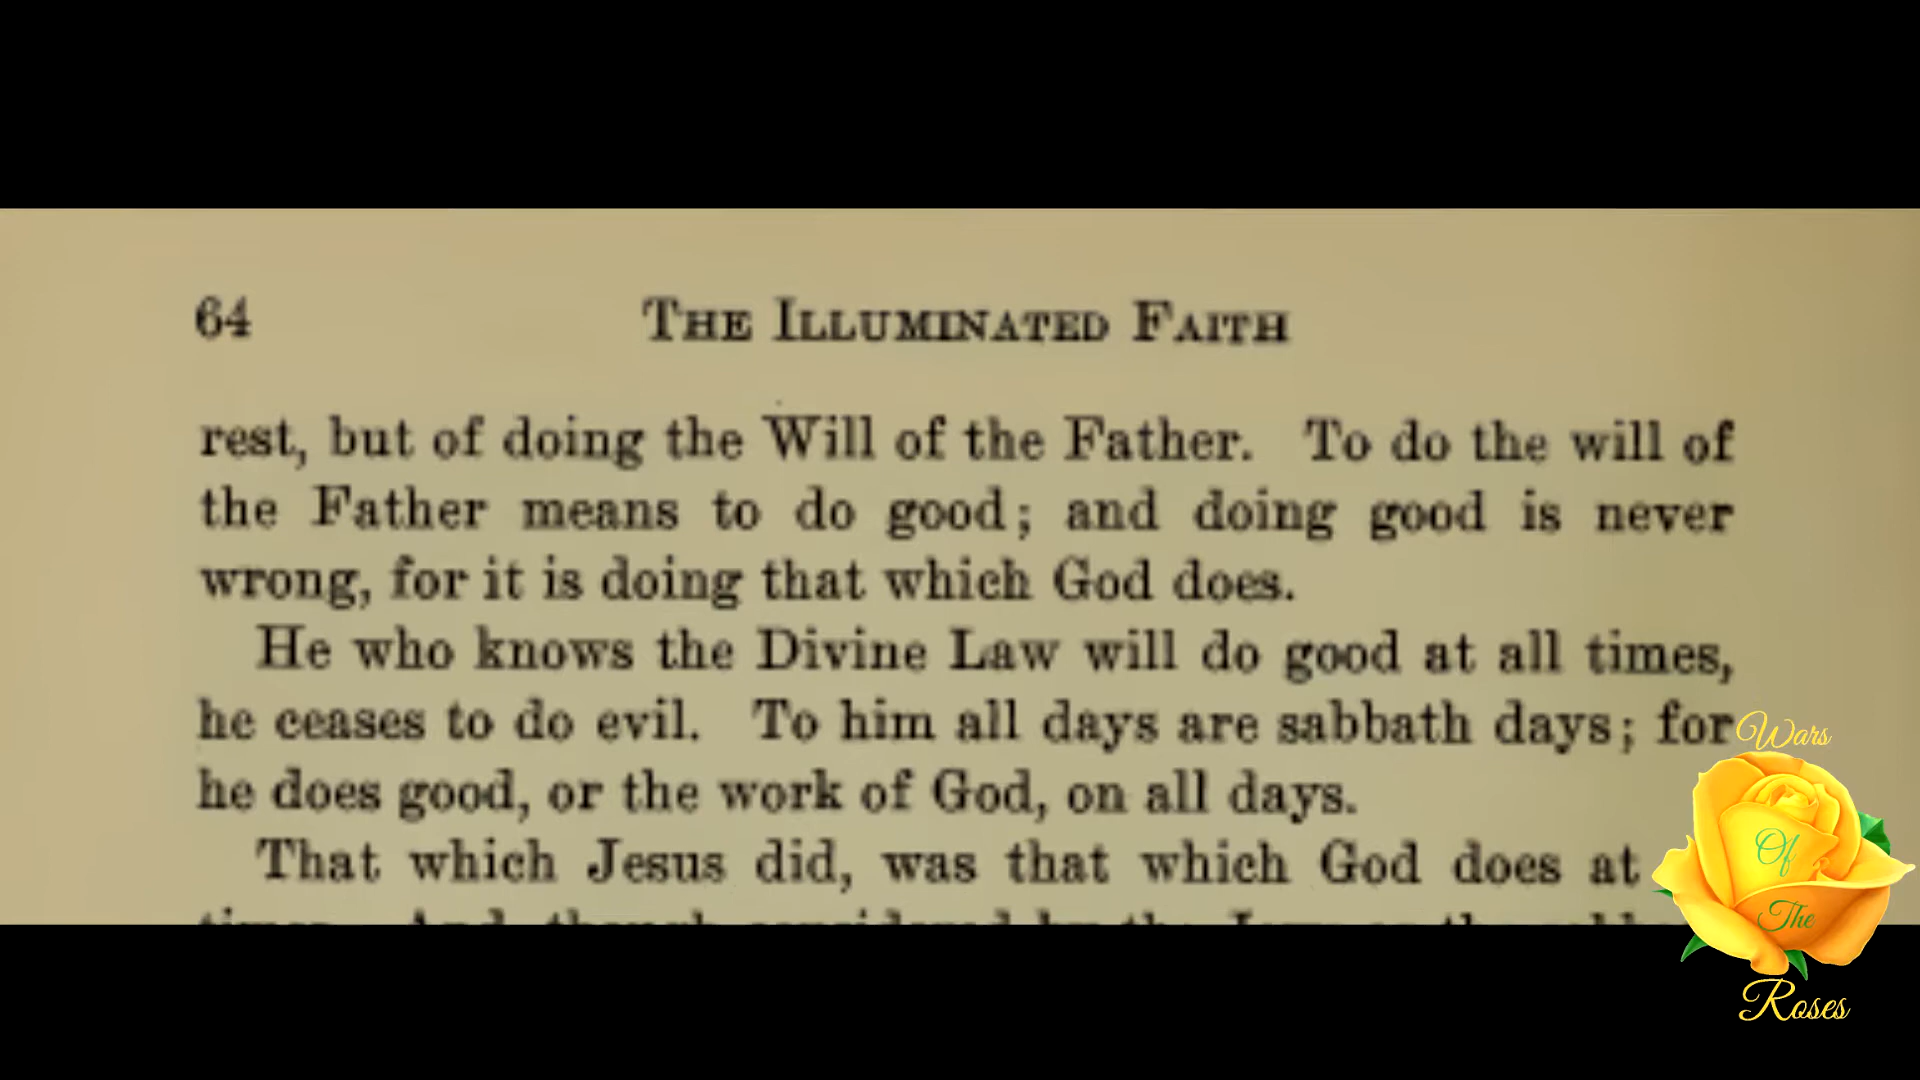 64 THE ILLUMINATED FAITH
rest, but of doing the Will of the Father. To do the will of
the Father means to do good; and doing good is never
wrong, for it is doing that which God does.
He who knows the Divine Law will do good at all times,
he ceases to do evil. To him all days are sabbath days; for
he does good, or the work of God, on all days.
That which Jesus did, was that which God does at
Wars
Of
The
Roses